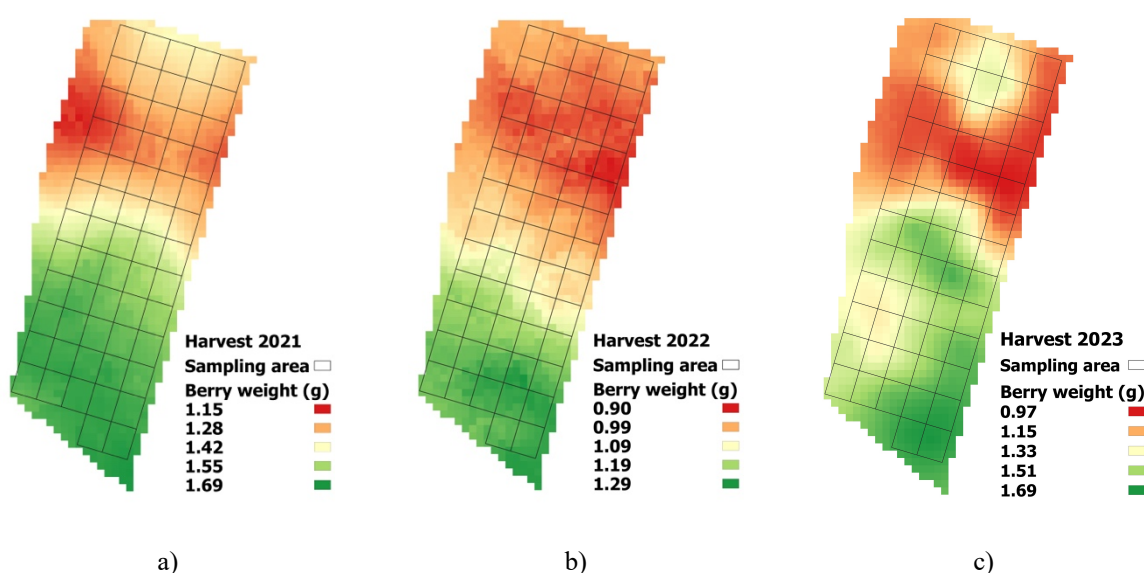 Harvest 2021
Sampling area
Berry weight (g)
1.15
1.28
1.42
1.55
1.69
a)
Harvest 2022
Sampling area
Berry weight (g)
0.90
0.99
1.09
1.19
1.29
b)
Harvest 2023
Sampling area
Berry weight (g)
0.97
1.15
1.33
1.51
1.69
c)